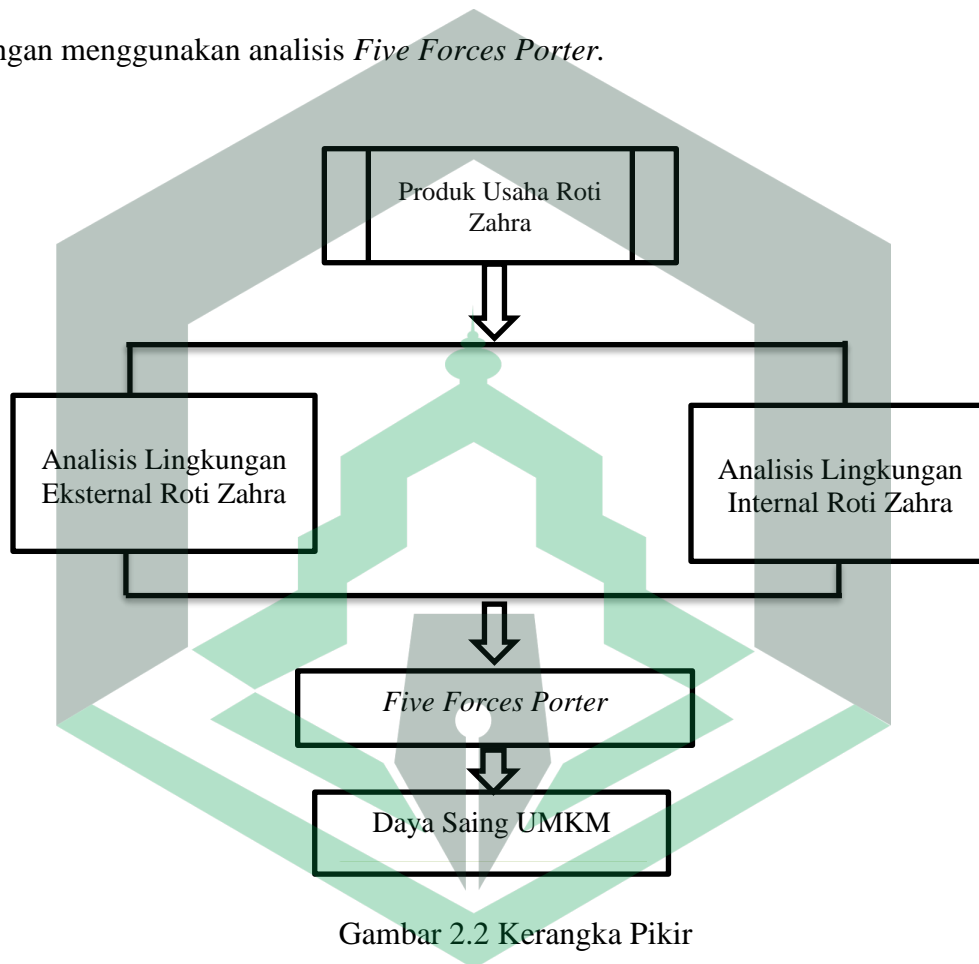 ngan menggunakan analisis Five Forces Porter.
Produk Usaha Roti
Zahra
Analisis Lingkungan
Eksternal Roti Zahra
Analisis Lingkungan
Internal Roti Zahra
Five Forces Porter
Daya Saing UMKM
Gambar 2.2 Kerangka Pikir